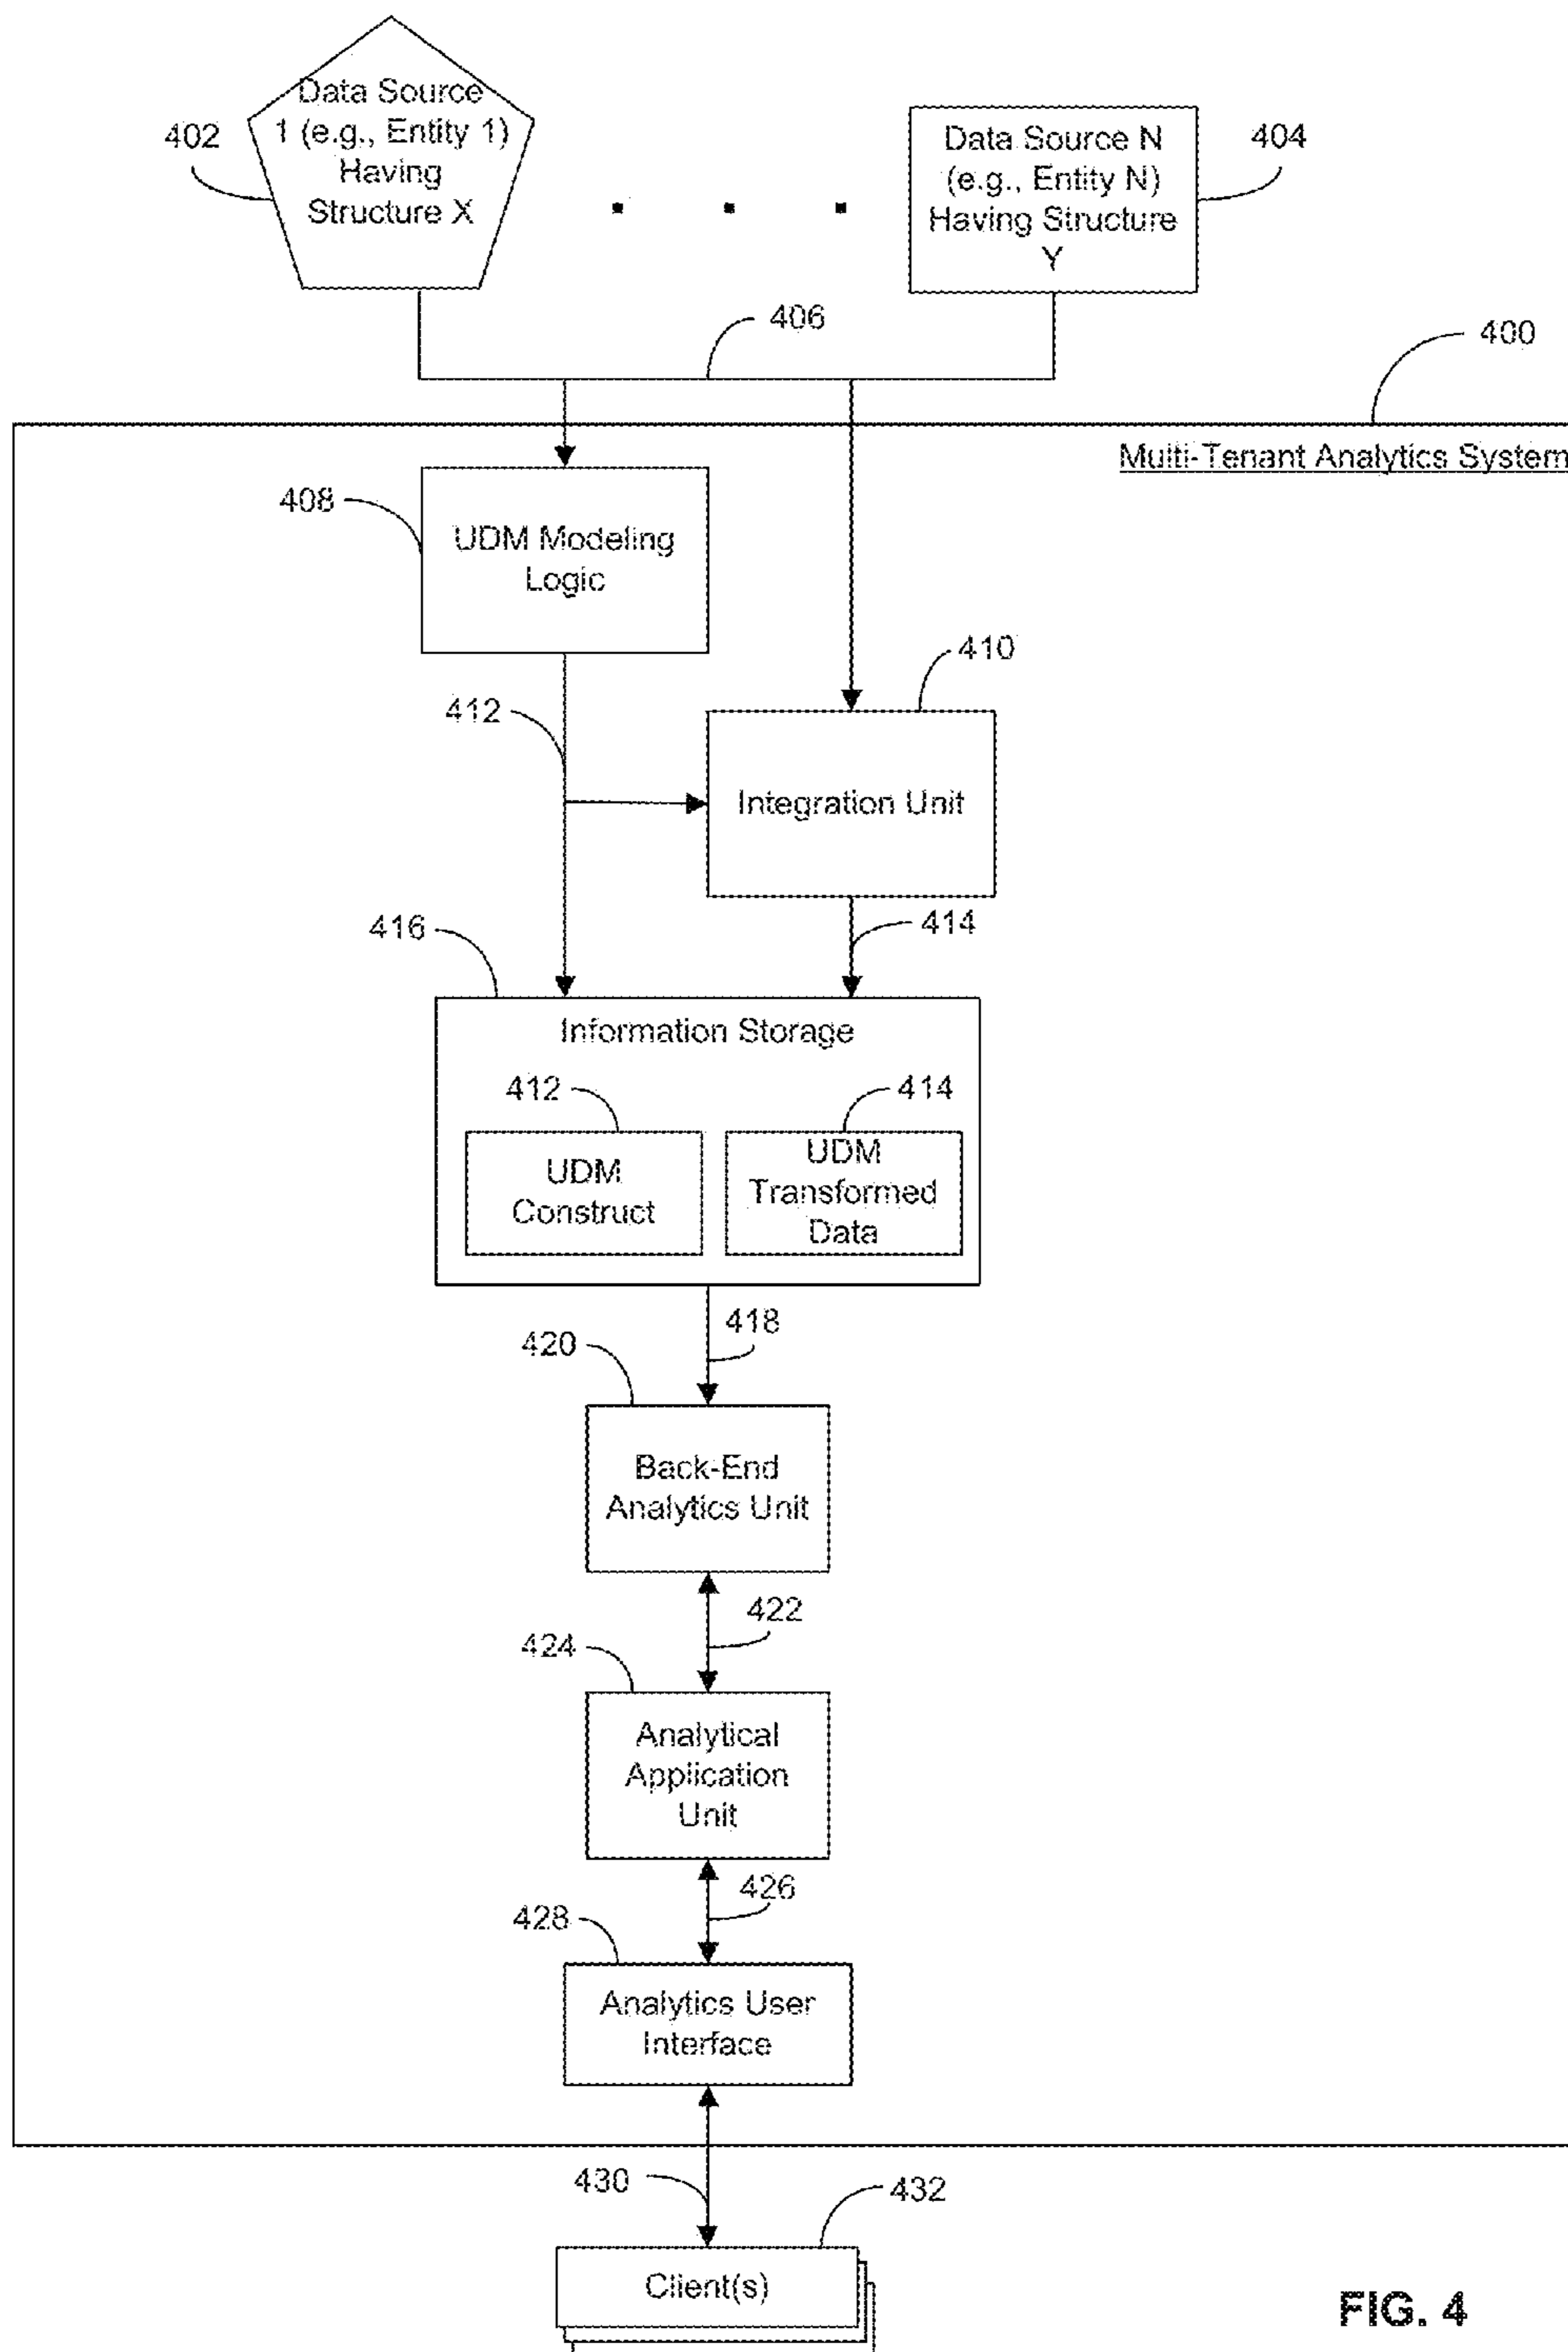 Data Source
1 (e.g., Entity 1)
Having
Structure X
402
Data Source N
(e.g., Entity N)
Having Structure
Y
404
406
400
Multi-Tenant Analytics System
408
UDM Modeling
Logic
410
412
Integration Unit
416
414
Information Storage
412
414
UDM
Construct
UDM
Transformed
Data
418
420
Back-End
Analytics Unit
422
424
Analytical
Application
Unit
426
428
Analytics User
Interface
430
432
Client(s)
FIG. 4